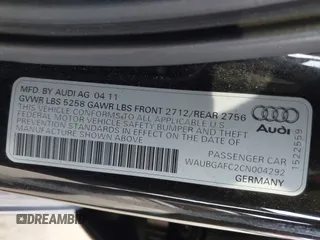 MFD BY AUDI AG 04 11
GVWR LBS 5258 GAWR LBS FRONT 2712/REAR 2756
THIS VEHICLE CONFORMS TO ALL APPLICABLE U.S.
FEDERAL MOTOR VEHICLE SAFETY BUMPER AND THEFT
PREVENTION STANDARDS IN EFFECT ON THE DATE OF
MANUFACTURE SHOWN ABOVE
Audi
1522559
PASSENGER CAR
WAUBGAFC2CN004292
GERMANY
DREAMBID